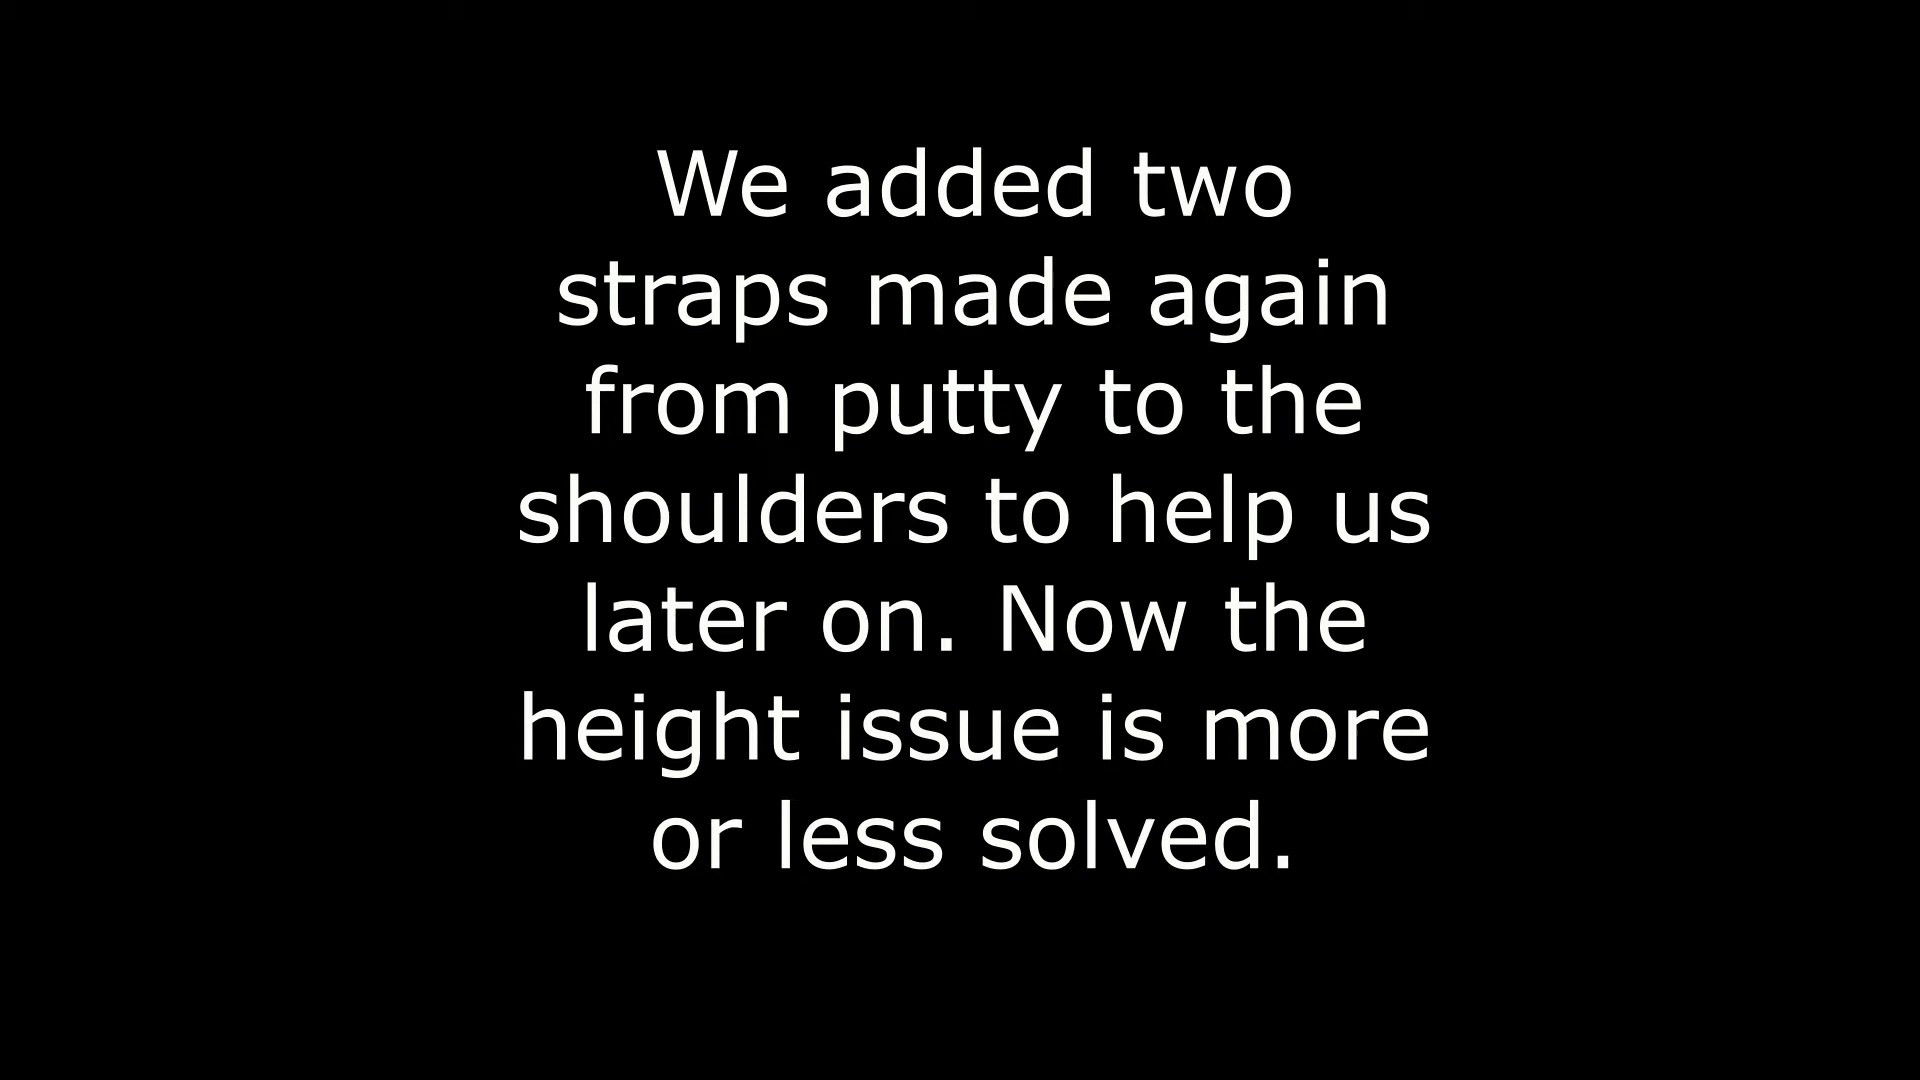 We added two
straps made again
from putty to the
shoulders to help us
later on. Now the
height issue is more
or less solved.